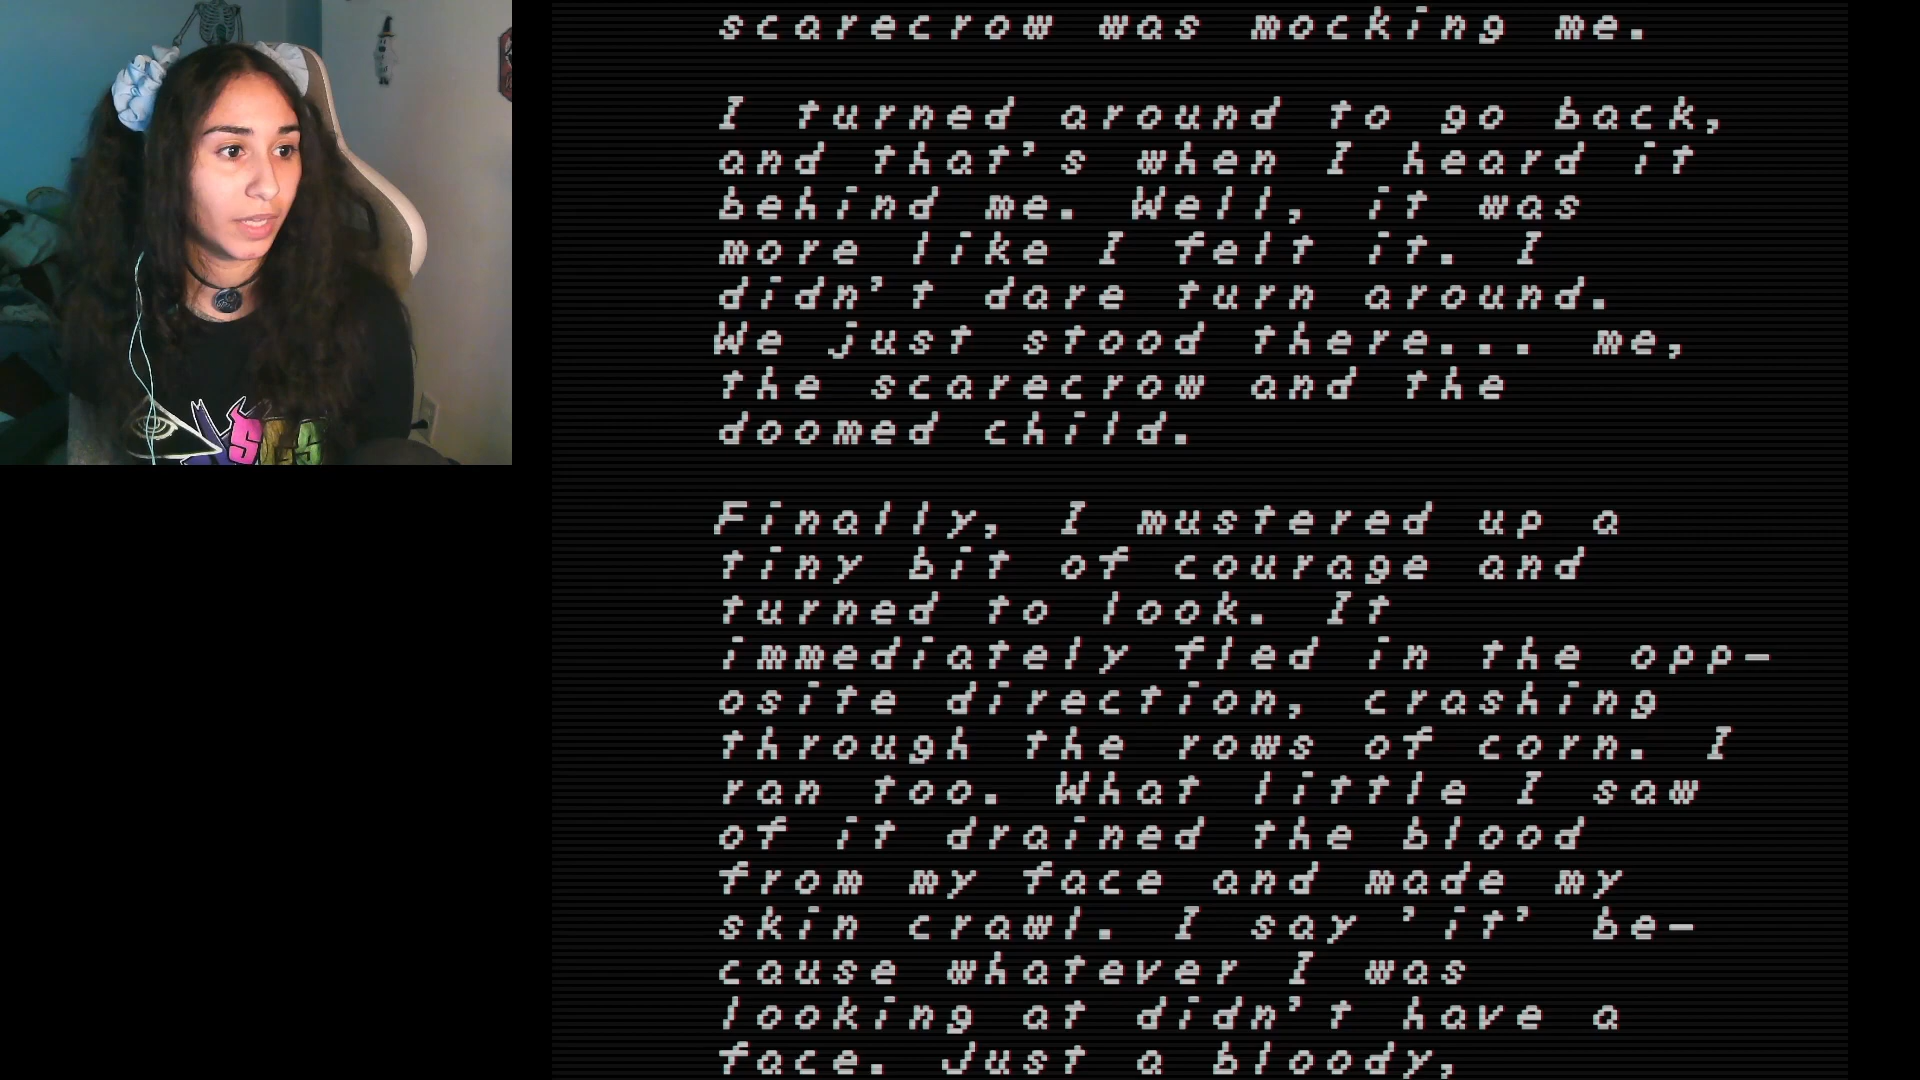 scarecrow was mocking me.
I turned around to go back,
and that's when I heard it
behind me. Well, it was
more like I felt it. I
didn't dare turn around.
We just stood there... me,
the scarecrow and the
doomed child.
Finally, I mustered up a
tiny bit of courage and
turned to look. It
immediately fled in the opp-
osite direction, crashing
through the rows of corn. I
ran too. What little I saw
of it drained the blood
from my face and made my
skin crawl. I say 'it' be-
cause whatever I was
looking at didn't have a
face. Just a bloody,